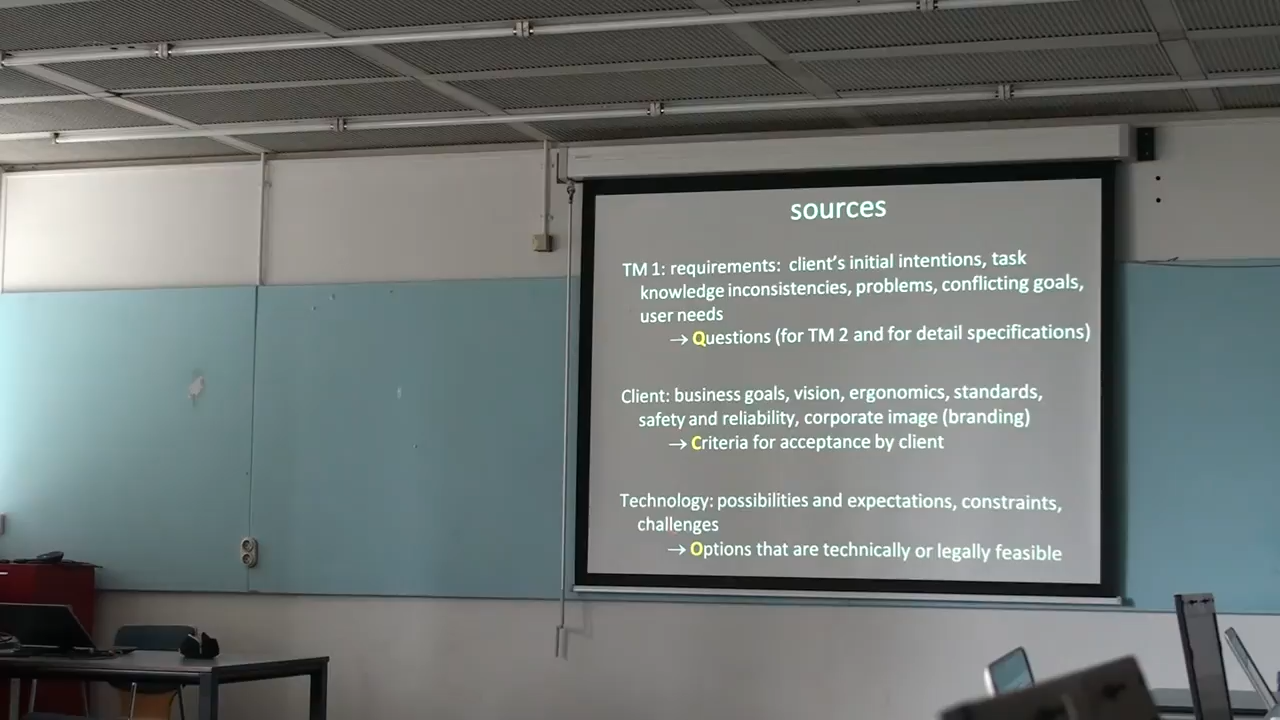 sources
TM 1: requirements: client's initial intentions, task
knowledge inconsistencies, problems, conflicting goals,
user needs
→ Questions (for TM 2 and for detail specifications)
Client: business goals, vision, ergonomics, standards,
safety and reliability, corporate image (branding)
→ Criteria for acceptance by client
Technology: possibilities and expectations, constraints,
challenges
→ Options that are technically or legally feasible